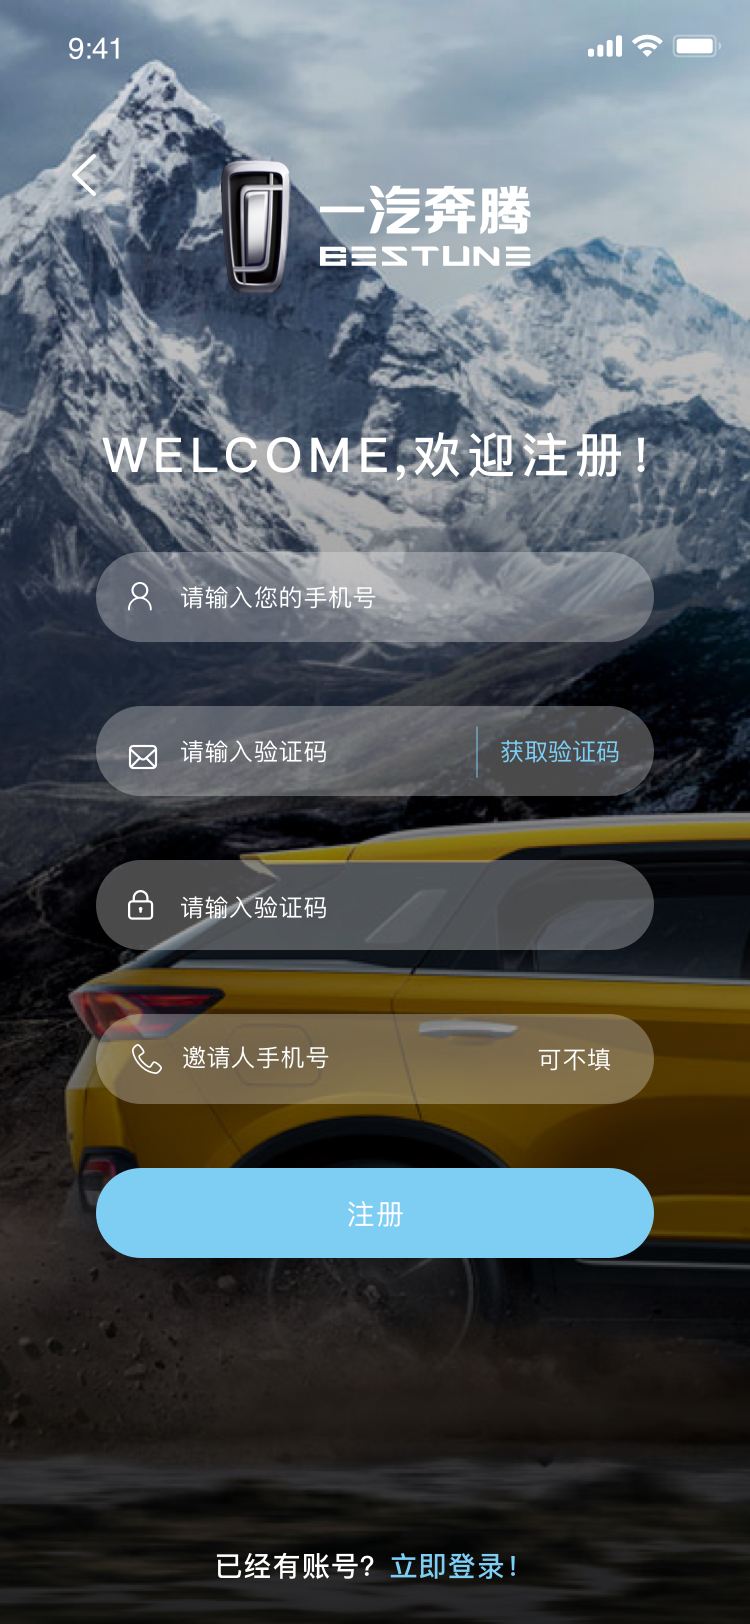 9:41
一汽奔腾
BESTUNE
WELCOME,欢迎注册!
请输入您的手机号
请输入验证码 获取验证码
请输入验证码
邀请人手机号 可不填
注册
已经有账号? 立即登录!